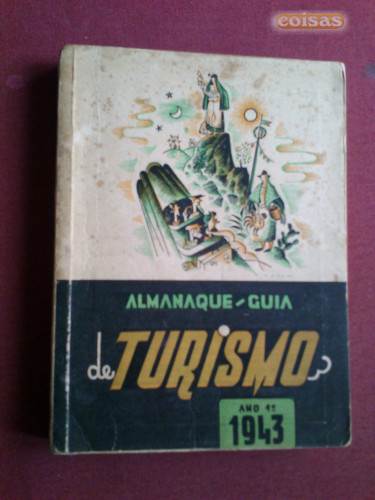 coisas
ALMANAQUE-GUIA
de TURISMO
ANO 1º
1943